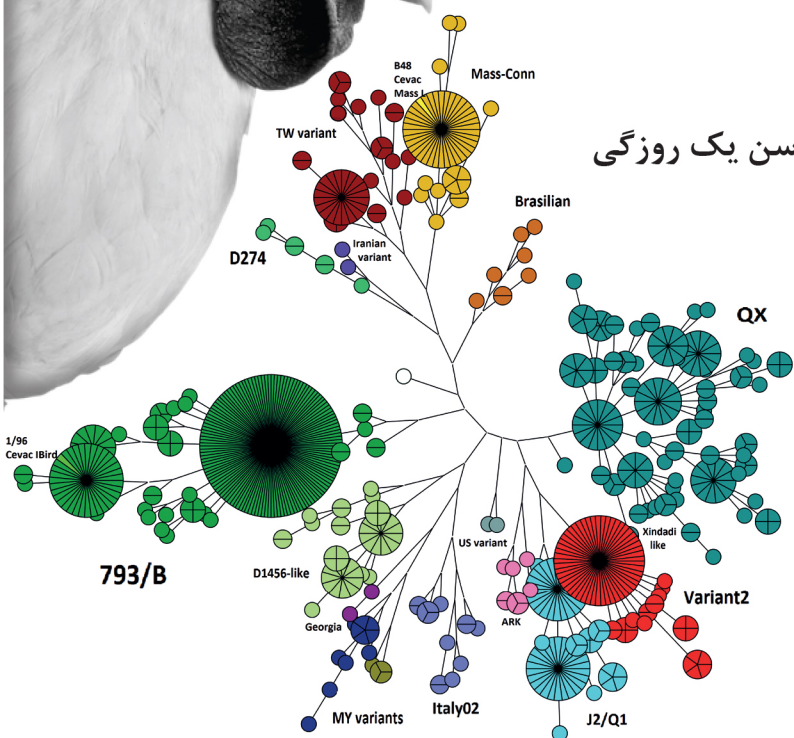 B48
Cevac
Mass L
Mass-Conn
TW variant
سن یک روزگی
Brasilian
Iranian
variant
D274
QX
1/96
Cevac IBird
793/B
D1456-like
US variant
Xindadi
like
Georgia
ARK
Variant2
MY variants
Italy02
J2/Q1